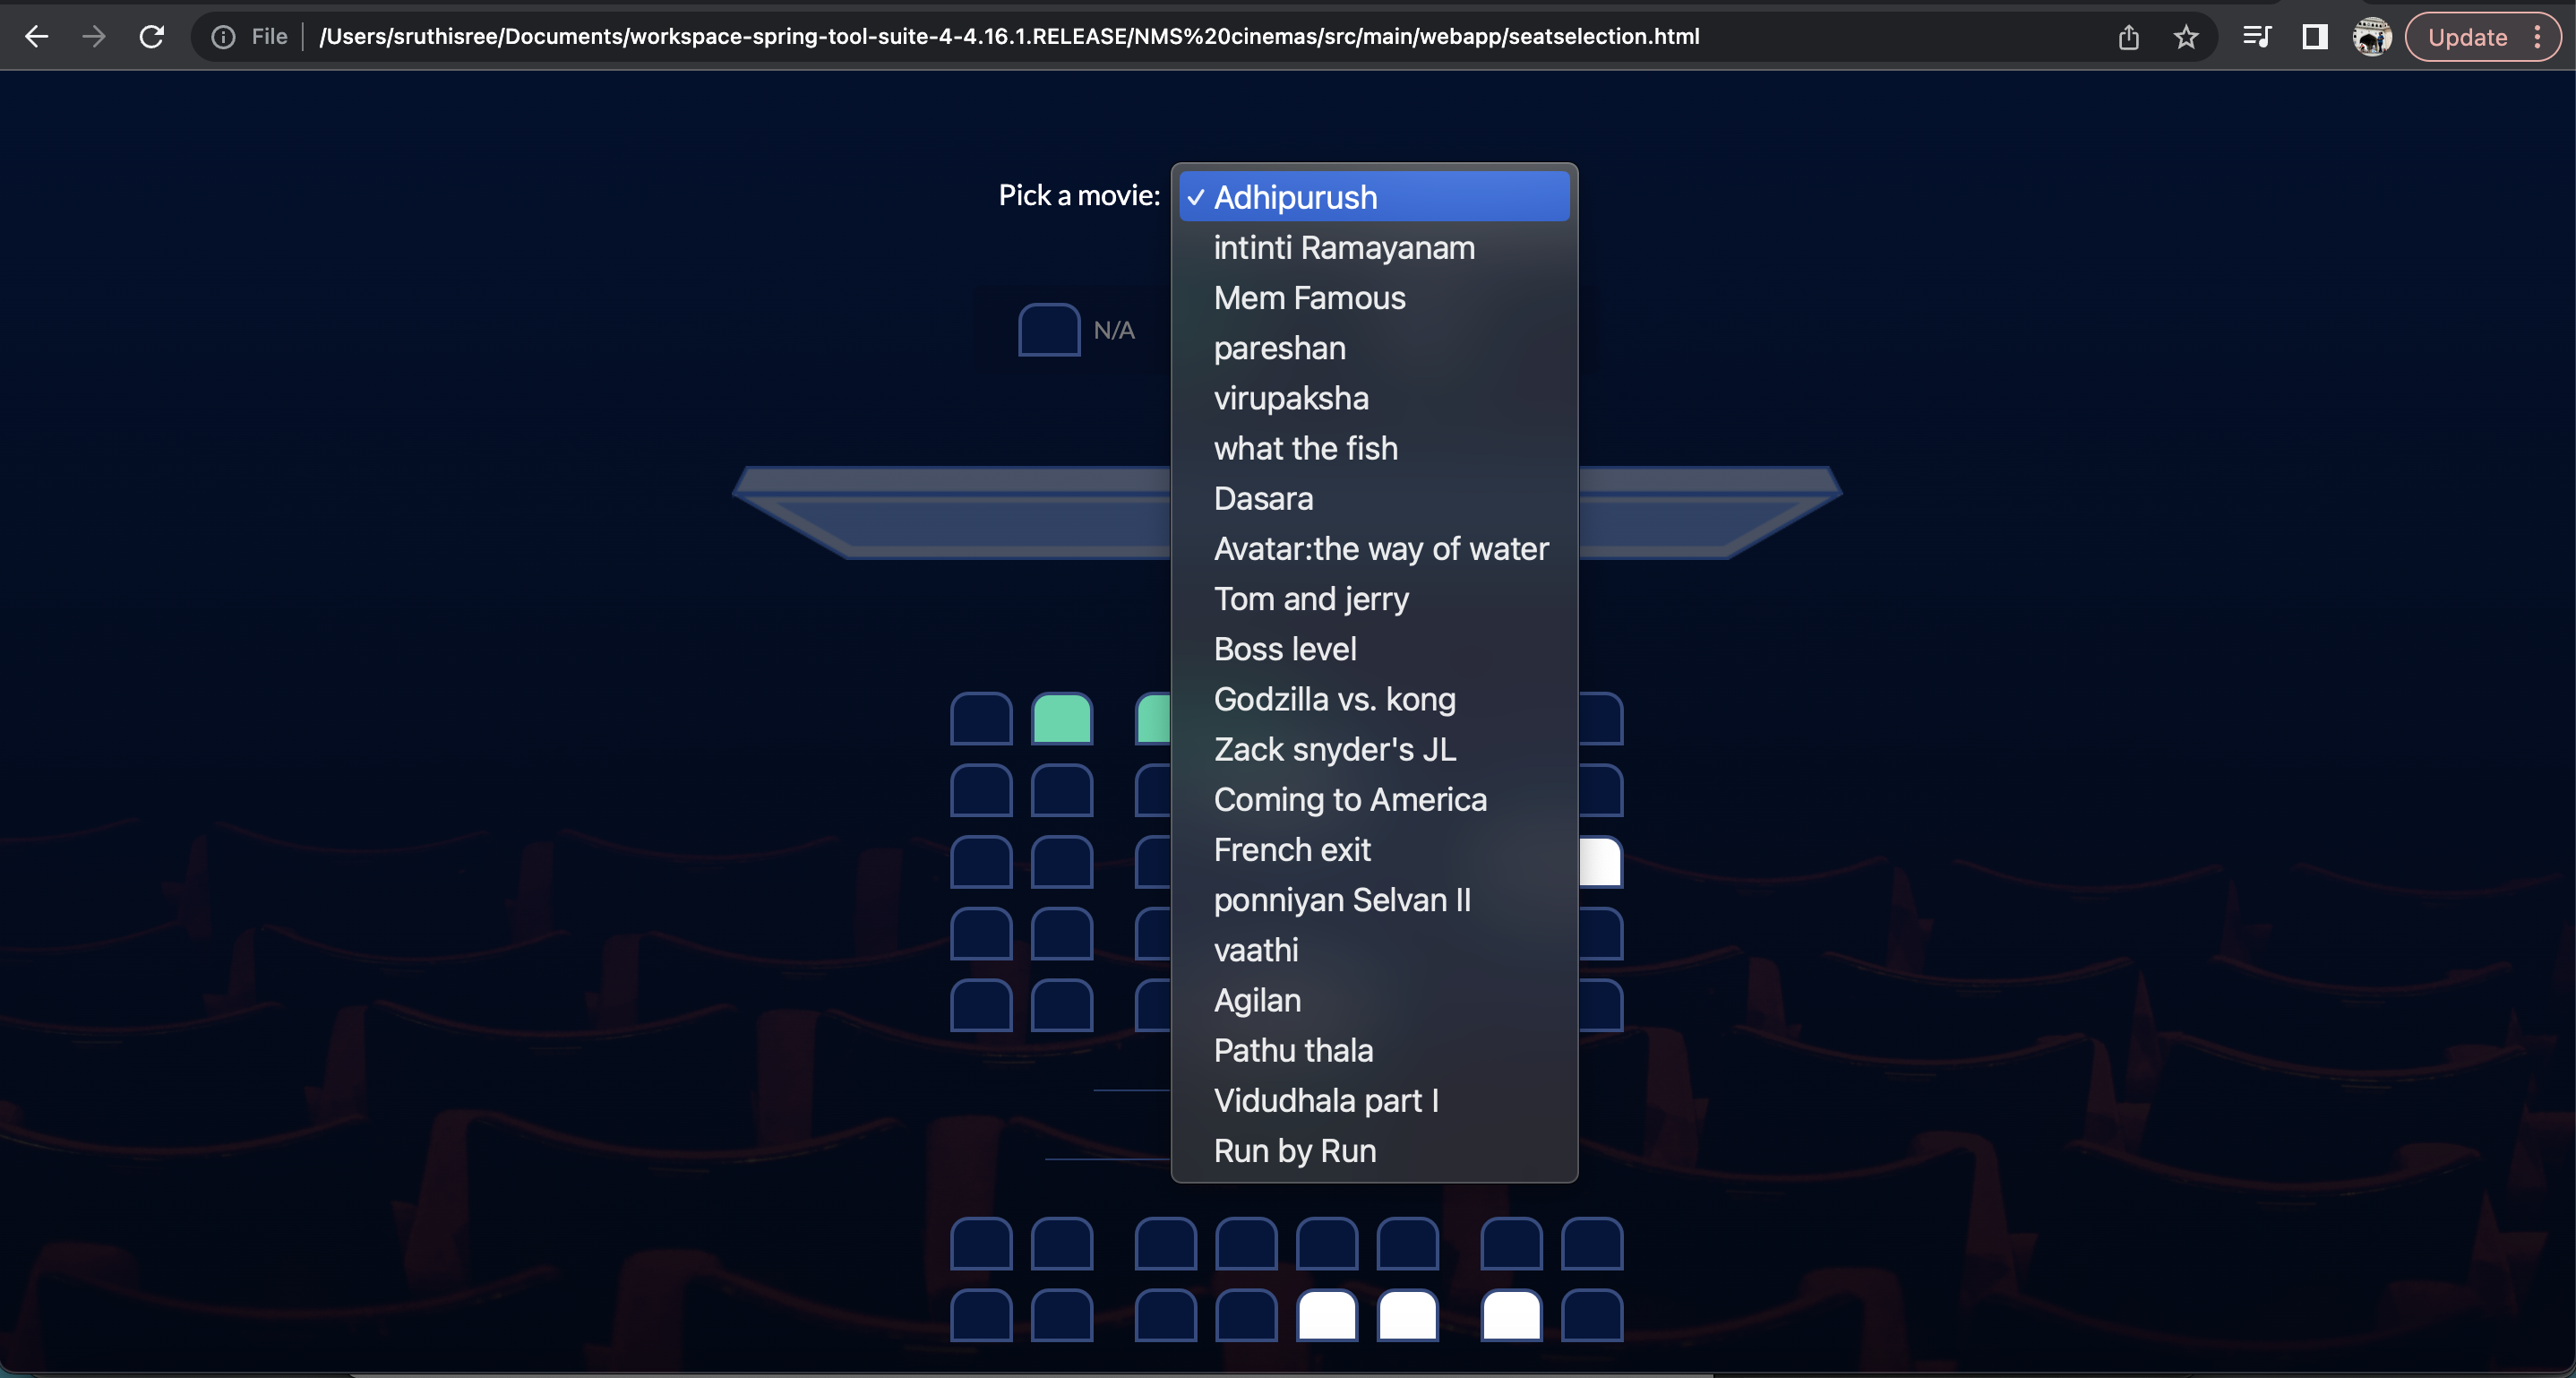 File /Users/sruthisree/Documents/workspace-spring-tool-suite-4-4.16.1.RELEASE/NMS%20cinemas/src/main/webapp/seatselection.html Update
Pick a movie: Adhipurush
intinti Ramayanam
Mem Famous
N/A
pareshan
virupaksha
what the fish
Dasara
Avatar:the way of water
Tom and jerry
Boss level
Godzilla vs. kong
Zack snyder's JL
Coming to America
French exit
ponniyan Selvan II
vaathi
Agilan
Pathu thala
Vidudhala part I
Run by Run